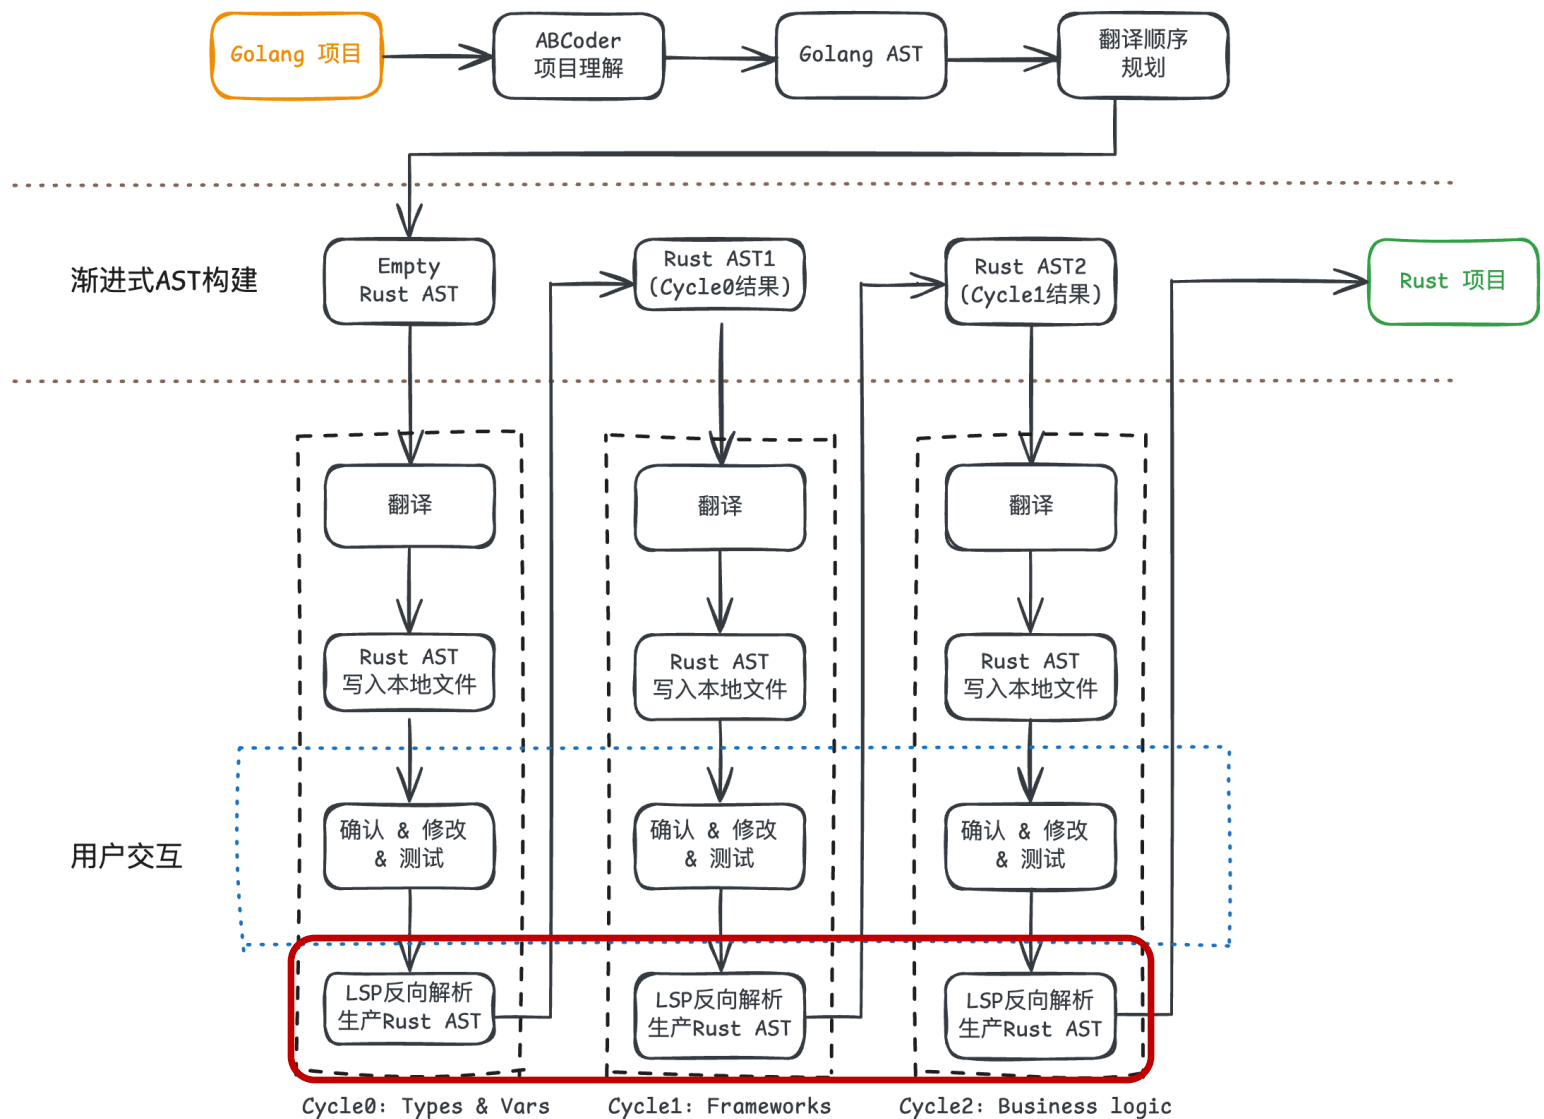 Golang 项目
ABCoder
项目理解
Golang AST
翻译顺序
规划
渐进式AST构建
Empty
Rust AST
Rust AST1
(Cycle0结果)
Rust AST2
(Cycle1结果)
Rust 项目
翻译
翻译
翻译
Rust AST
写入本地文件
Rust AST
写入本地文件
Rust AST
写入本地文件
用户交互
确认 & 修改
& 测试
确认 & 修改
& 测试
确认 & 修改
& 测试
LSP反向解析
生产Rust AST
LSP反向解析
生产Rust AST
LSP反向解析
生产Rust AST
Cycle0: Types & Vars
Cycle1: Frameworks
Cycle2: Business logic